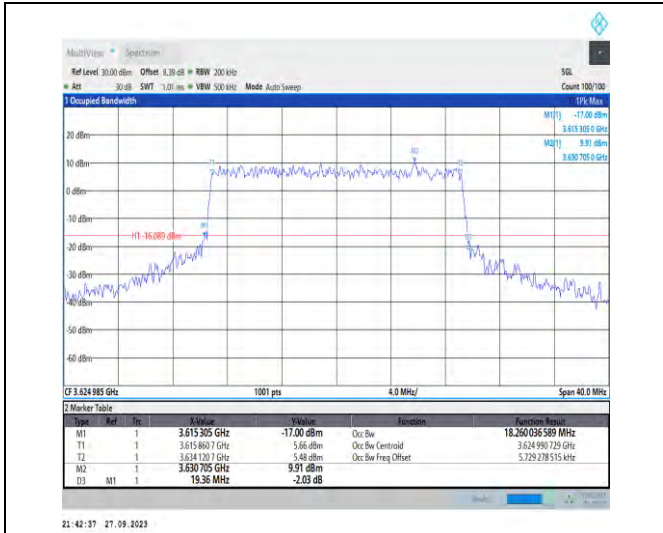 MultiView Spectrum
Ref Level 30.00 dBm Offset 8.39 dB RBW 200 kHz SGL
Att 30 dB SWT 1.01 ms VBW 500 kHz Mode Auto Sweep Count 100/100
1 Occupied Bandwidth 1Pk Max
M1[1] -17.00 dBm
3.615 305 0 GHz
M2[1] 9.91 dBm
3.630 705 0 GHz
20 dBm
10 dBm
0 dBm
-10 dBm
-20 dBm
-30 dBm
-40 dBm
-50 dBm
-60 dBm
T1
M2
T2
M1
H1 -16.089 dBm
CF 3.624 985 GHz 1001 pts 4.0 MHz/ Span 40.0 MHz
2 Marker Table
Type Ref Trc X-Value Y-Value Function Function Result
M1 1 3.615 305 GHz -17.00 dBm Occ Bw 18.260 036 589 MHz
T1 1 3.615 860 7 GHz 5.66 dBm Occ Bw Centroid 3.624 990 729 GHz
T2 1 3.634 120 7 GHz 5.48 dBm Occ Bw Freq Offset 5.729 278 515 kHz
M2 1 3.630 705 GHz 9.91 dBm
D3 M1 1 19.36 MHz -2.03 dB
21:42:37 27.09.2023